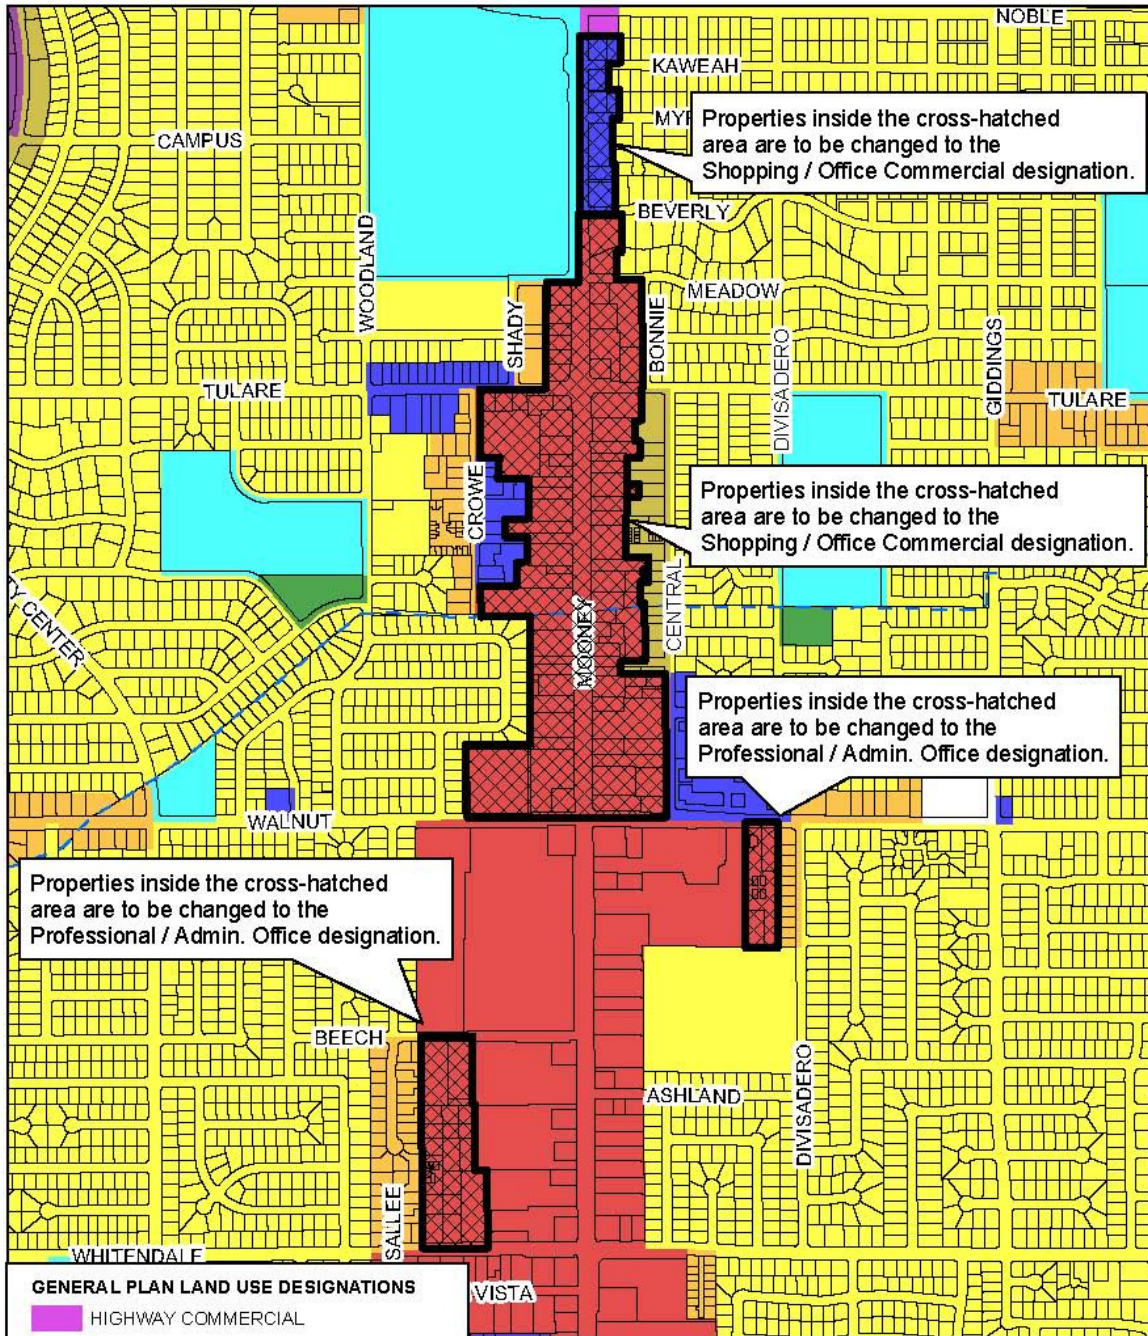 NOBLE
KAWEAH
CAMPUS
Properties inside the cross-hatched
area are to be changed to the
Shopping / Office Commercial designation.
WOODLAND
BEVERLY
MEADOW
SHADY
BONNIE
DIVISADERO
GIDDINGS
TULARE
TULARE
CROWE
Properties inside the cross-hatched
area are to be changed to the
Shopping / Office Commercial designation.
CENTRAL
MOONEY
TY CENTER
Properties inside the cross-hatched
area are to be changed to the
Professional / Admin. Office designation.
WALNUT
Properties inside the cross-hatched
area are to be changed to the
Professional / Admin. Office designation.
BEECH
ASHLAND
DIVISADERO
SALLEE
WHITENDALE
VISTA
GENERAL PLAN LAND USE DESIGNATIONS
HIGHWAY COMMERCIAL